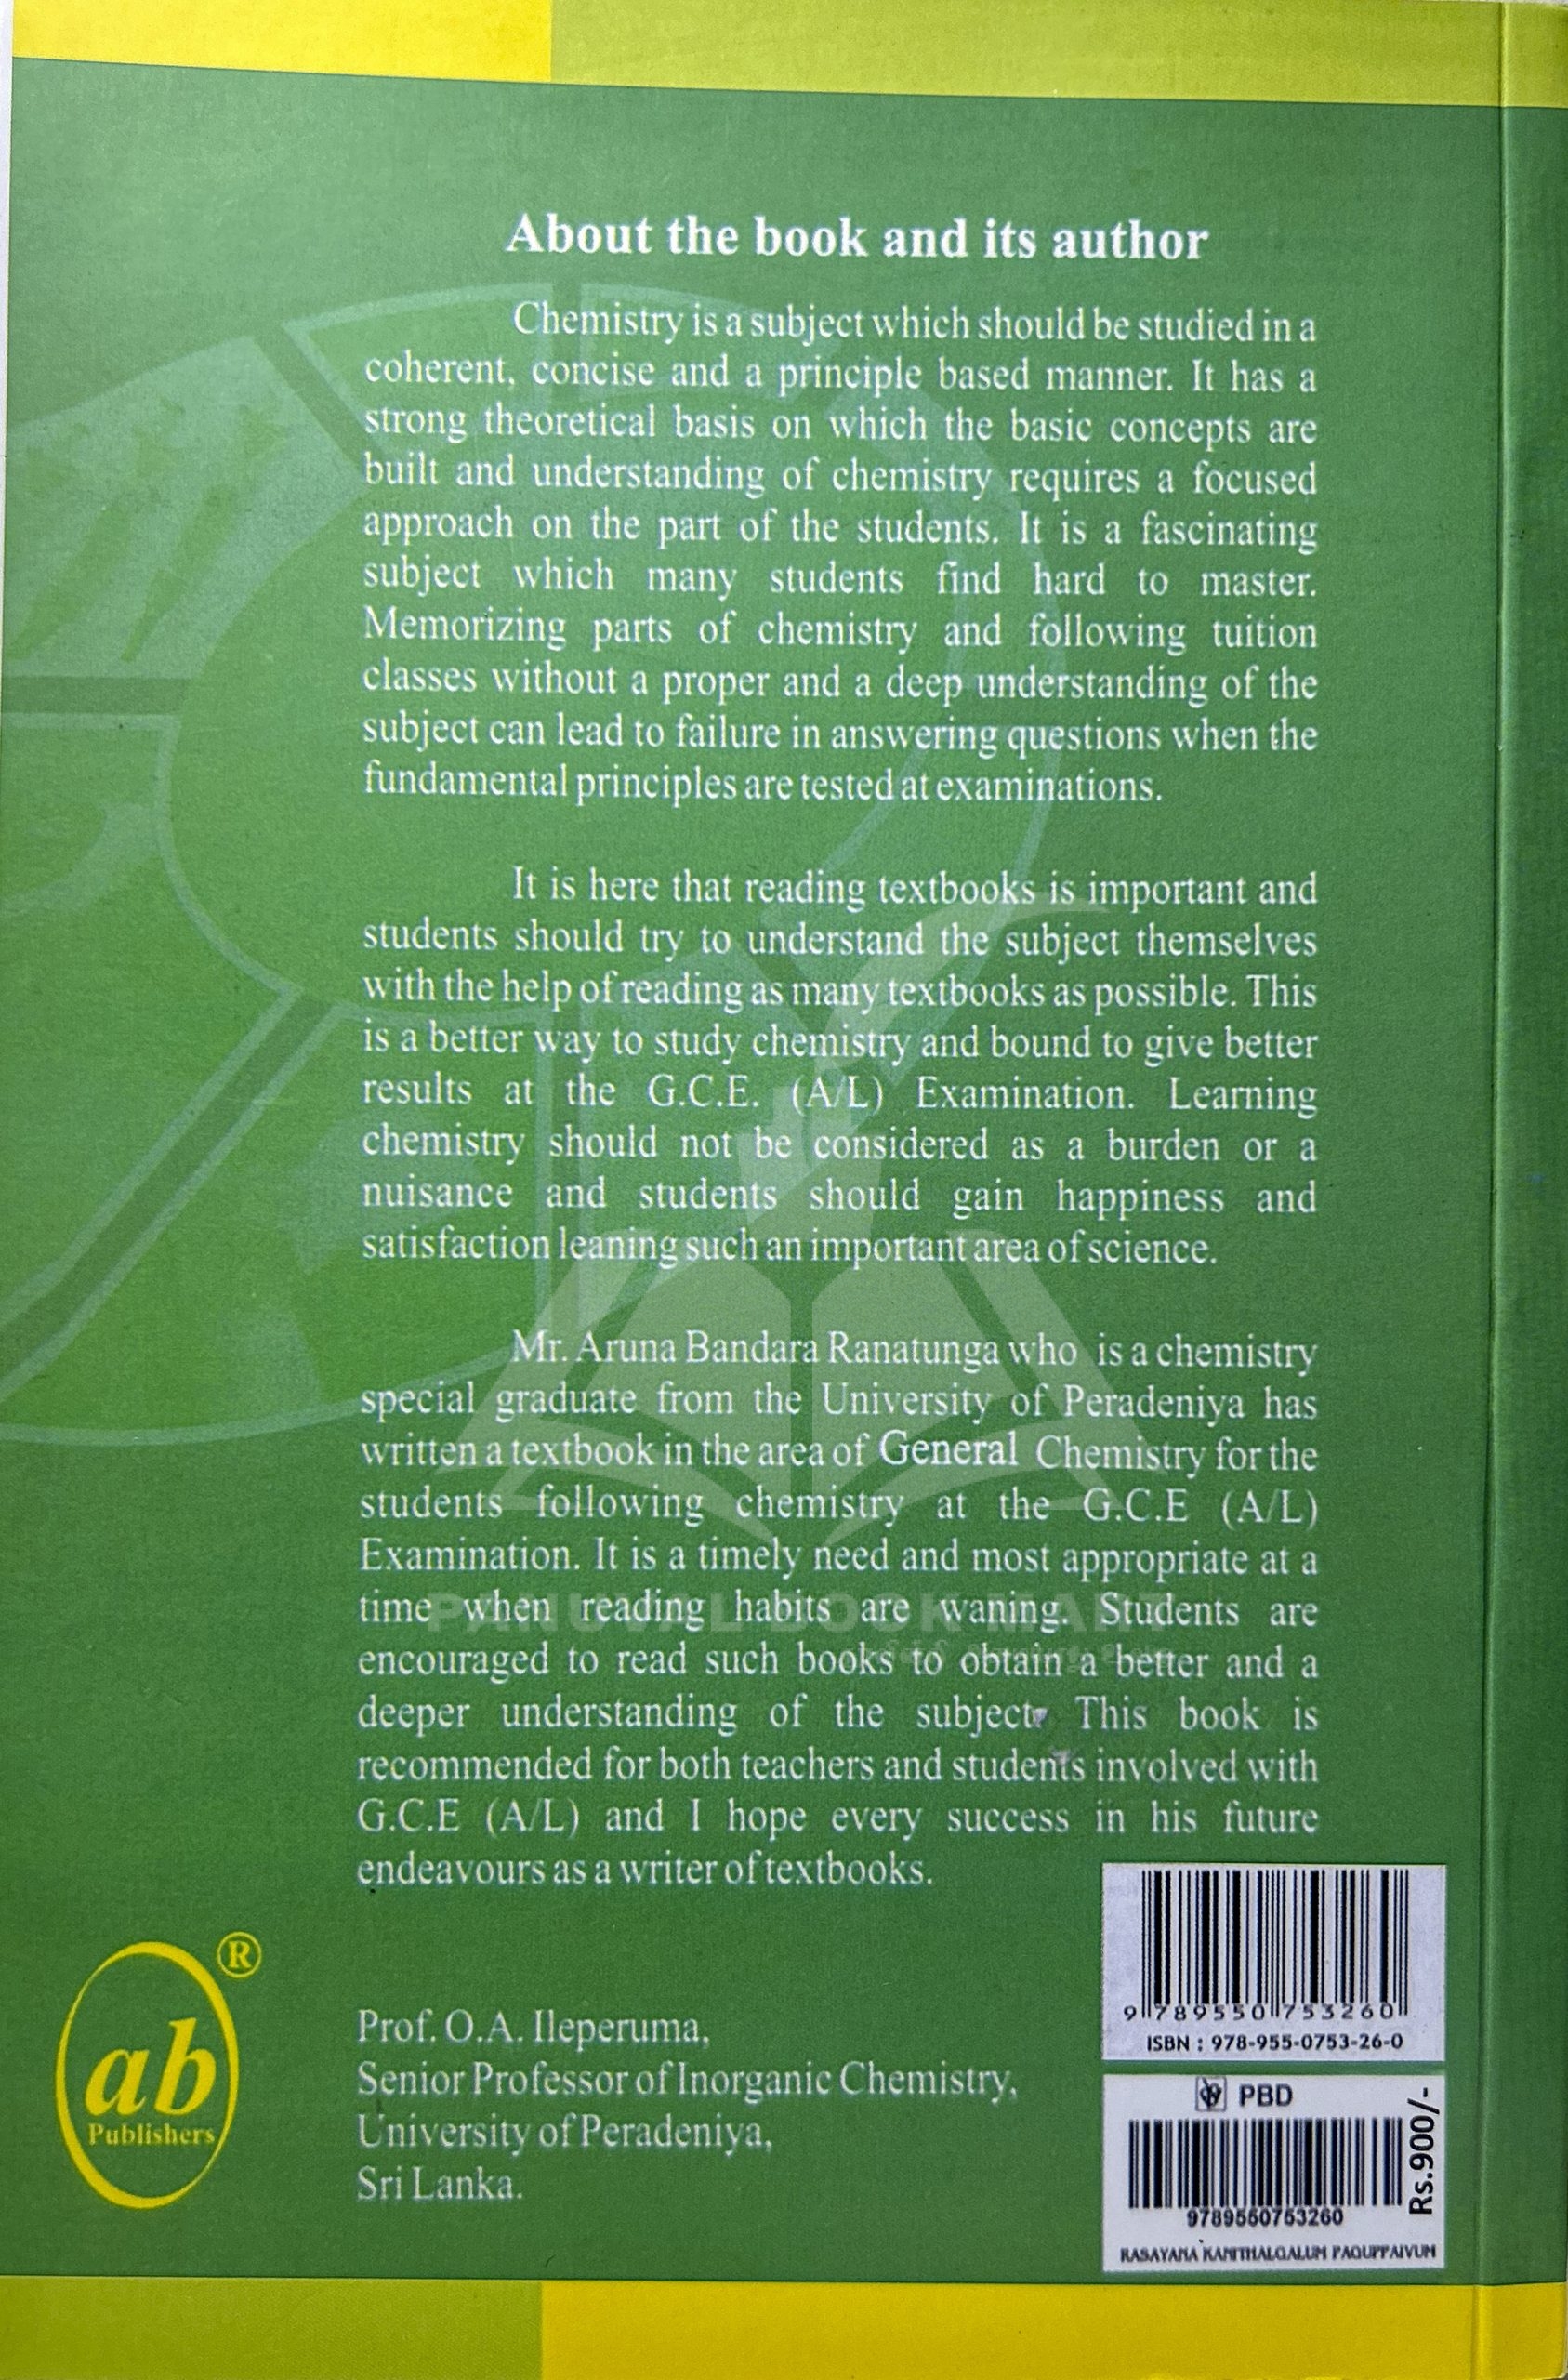 About the book and its author
Chemistry is a subject which should be studied in a
coherent, concise and a principle based manner. It has a
strong theoretical basis on which the basic concepts are
built and understanding of chemistry requires a focused
approach on the part of the students. It is a fascinating
subject which many students find hard to master.
Memorizing parts of chemistry and following tuition
classes without a proper and a deep understanding of the
subject can lead to failure in answering questions when the
fundamental principles are tested at examinations.
It is here that reading textbooks is important and
students should try to understand the subject themselves
with the help of reading as many textbooks as possible. This
is a better way to study chemistry and bound to give better
results at the G.C.E. (A/L) Examination. Learning
chemistry should not be considered as a burden or a
nuisance and students should gain happiness and
satisfaction leaning such an important area of science.
Mr. Aruna Bandara Ranatunga who is a chemistry
special graduate from the University of Peradeniya has
written a textbook in the area of General Chemistry for the
students following chemistry at the G.C.E (A/L)
Examination. It is a timely need and most appropriate at a
time when reading habits are waning. Students are
encouraged to read such books to obtain a better and a
deeper understanding of the subject. This book is
recommended for both teachers and students involved with
G.C.E (A/L) and I hope every success in his future
endeavours as a writer of textbooks.
PANUVAL BOOK MART
Prof. O.A. Ileperuma,
Senior Professor of Inorganic Chemistry,
University of Peradeniya,
Sri Lanka.
®
ab
Publishers
9 789550 753260
ISBN : 978-955-0753-26-0
PBD
Rs.900/-
9789550753260
RASAYANA KANITHALGALUM PAQUPPAIVUM